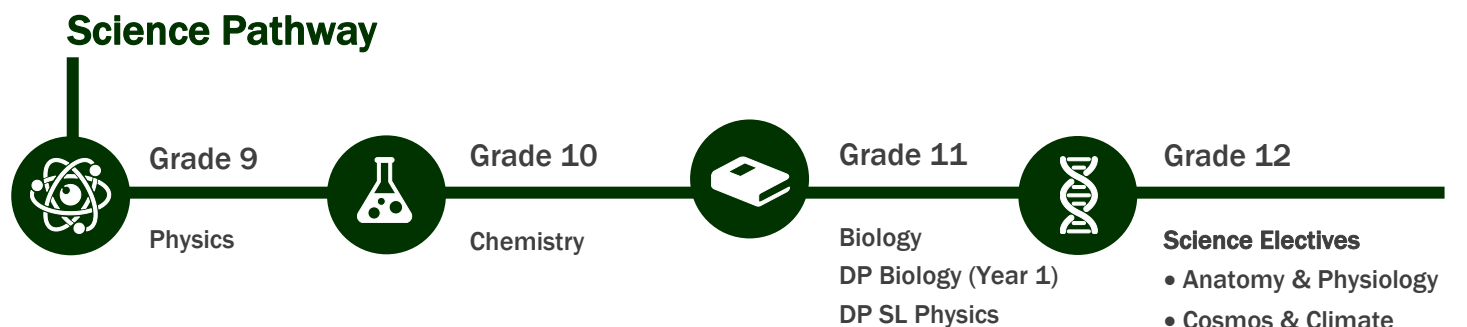 Science Pathway
Grade 9
Physics
Grade 10
Chemistry
Grade 11
Biology
DP Biology (Year 1)
DP SL Physics
Grade 12
Science Electives
• Anatomy & Physiology
• Cosmos & Climate